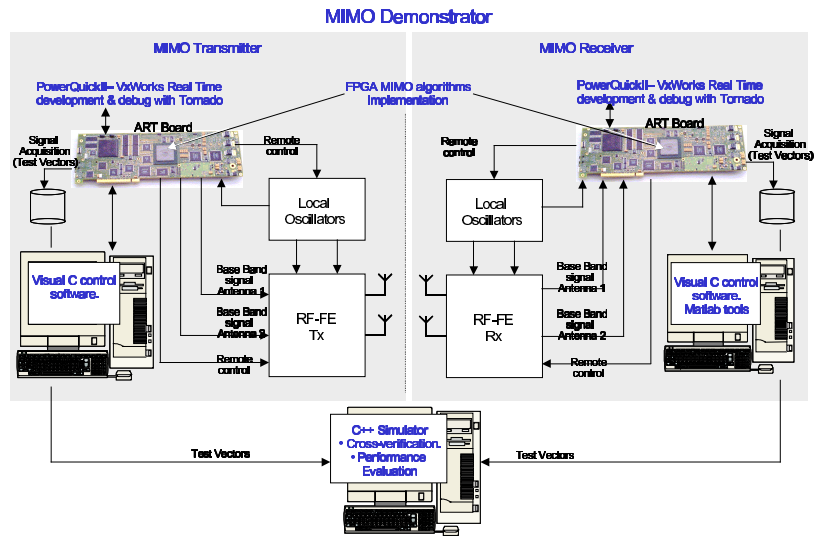 MIMO Demonstrator
MIMO Transmitter
MIMO Receiver
PowerQuickII– VxWorks Real Time
development & debug with Tornado
FPGA MIMO algorithms
Implementation
PowerQuickII– VxWorks Real Time
development & debug with Tornado
ART Board
Signal
Acquisition
(Test Vectors)
Remote
control
Remote
control
ART Board
Signal
Acquisition
(Test Vectors)
Local
Oscillators
Local
Oscillators
Visual C control
software.
Base Band
signal
Antenna 1
Base Band
signal
Antenna 2
Remote
control
RF-FE
Tx
RF-FE
Rx
Base Band
signal
Antenna 1
Base Band
signal
Antenna 2
Remote
control
Visual C control
software.
Matlab tools
C++ Simulator
• Cross-verification.
• Performance
Evaluation
Test Vectors
Test Vectors